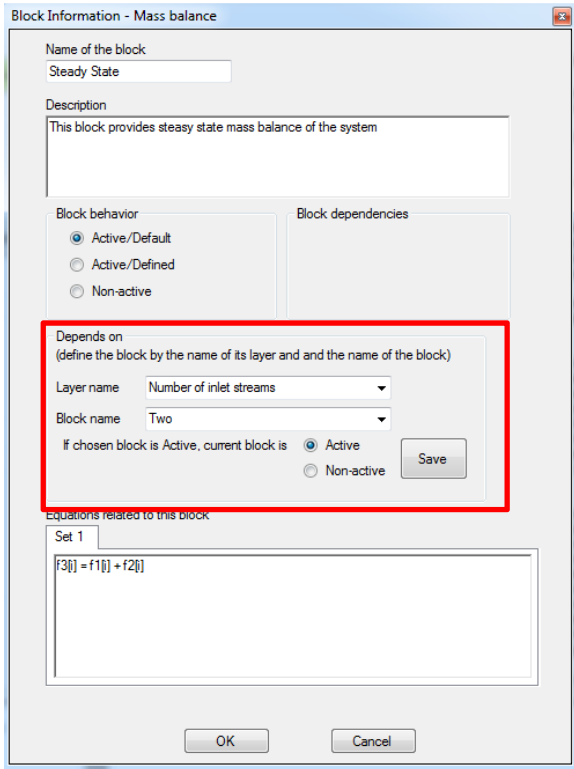 Block Information - Mass balance
Name of the block
Steady State
Description
This block provides steasy state mass balance of the system
Block behavior
Block dependencies
Active/Default
Active/Defined
Non-active
Depends on
(define the block by the name of its layer and and the name of the block)
Layer name Number of inlet streams
Block name Two
If chosen block is Active, current block is Active
Non-active
Save
Equations related to this block
Set 1
f3[i] = f1[i] + f2[i]
OK Cancel